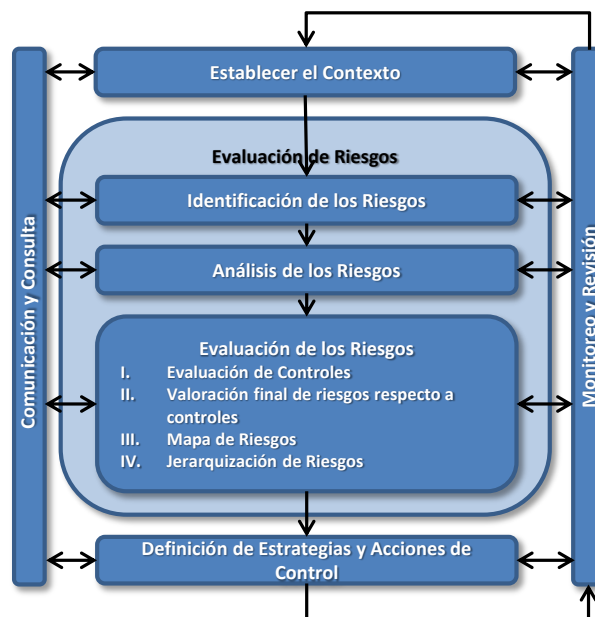 Establecer el Contexto
Evaluación de Riesgos
Identificación de los Riesgos
Análisis de los Riesgos
Evaluación de los Riesgos
I. Evaluación de Controles
II. Valoración final de riesgos respecto a
controles
III. Mapa de Riesgos
IV. Jerarquización de Riesgos
Definición de Estrategias y Acciones de
Control
Comunicación y Consulta
Monitoreo y Revisión